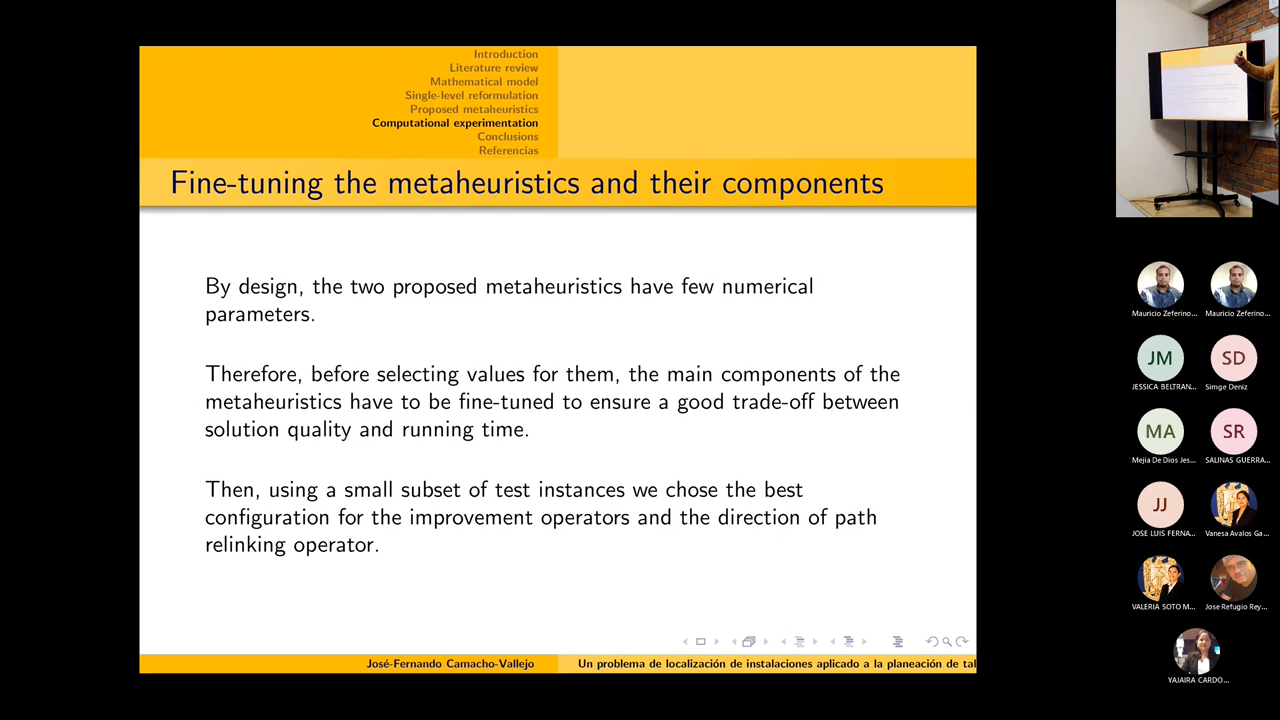 Introduction
Literature review
Mathematical model
Single-level reformulation
Proposed metaheuristics
Computational experimentation
Conclusions
Referencias
Fine-tuning the metaheuristics and their components
By design, the two proposed metaheuristics have few numerical
parameters.
Therefore, before selecting values for them, the main components of the
metaheuristics have to be fine-tuned to ensure a good trade-off between
solution quality and running time.
Then, using a small subset of test instances we chose the best
configuration for the improvement operators and the direction of path
relinking operator.
José-Fernando Camacho-Vallejo
Un problema de localización de instalaciones aplicado a la planeación de tal
Mauricio Zeferino...
Mauricio Zeferino...
JM
SD
JESSICA BELTRAN...
Simge Deniz
MA
SR
Mejia De Dios Jes...
SALINAS GUERRA...
JJ
JOSE LUIS FERNA...
Vanesa Avalos Ga...
VALERIA SOTO M...
Jose Refugio Rey...
YAJAIRA CARDO...